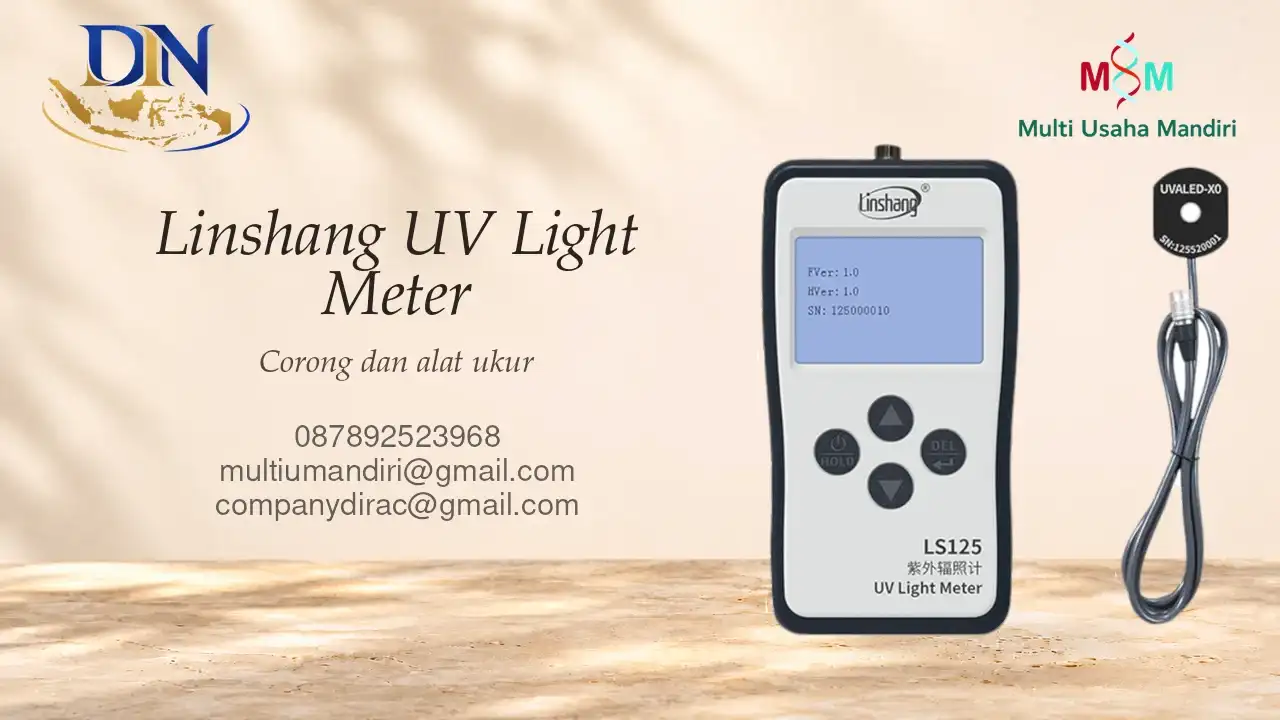 DIN
MSM
Multi Usaha Mandiri
Linshang UV Light
Meter
Corong dan alat ukur
087892523968
multiumandiri@gmail.com
companydirac@gmail.com
Linshang®
FVer: 1.0
HVer: 1.0
SN: 125000010
HOLD
DEL
LS125
紫外辐照计
UV Light Meter
UVALED-X0
SN:125520001